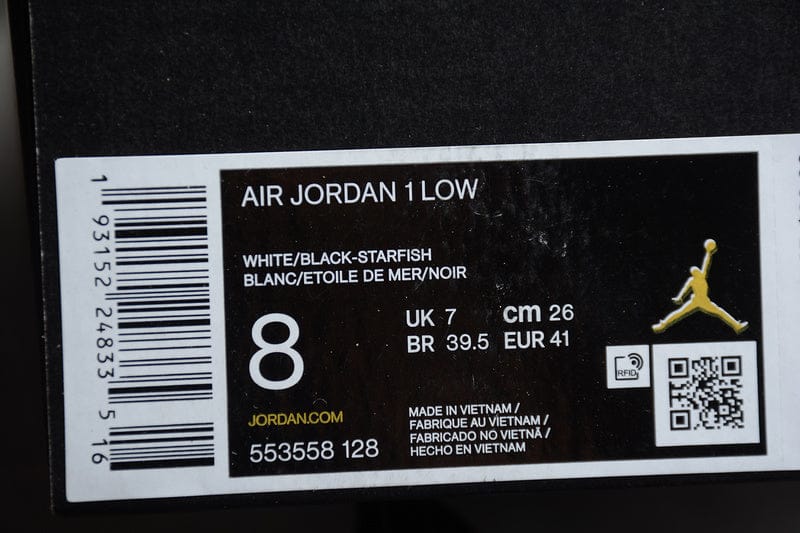 1 93152 24833 5 16
AIR JORDAN 1 LOW
WHITE/BLACK-STARFISH
BLANC/ETOILE DE MER/NOIR
8
UK 7 cm 26
BR 39.5 EUR 41
RFID
JORDAN.COM
553558 128
MADE IN VIETNAM /
FABRIQUE AU VIETNAM /
FABRICADO NO VIETNÃ /
HECHO EN VIETNAM